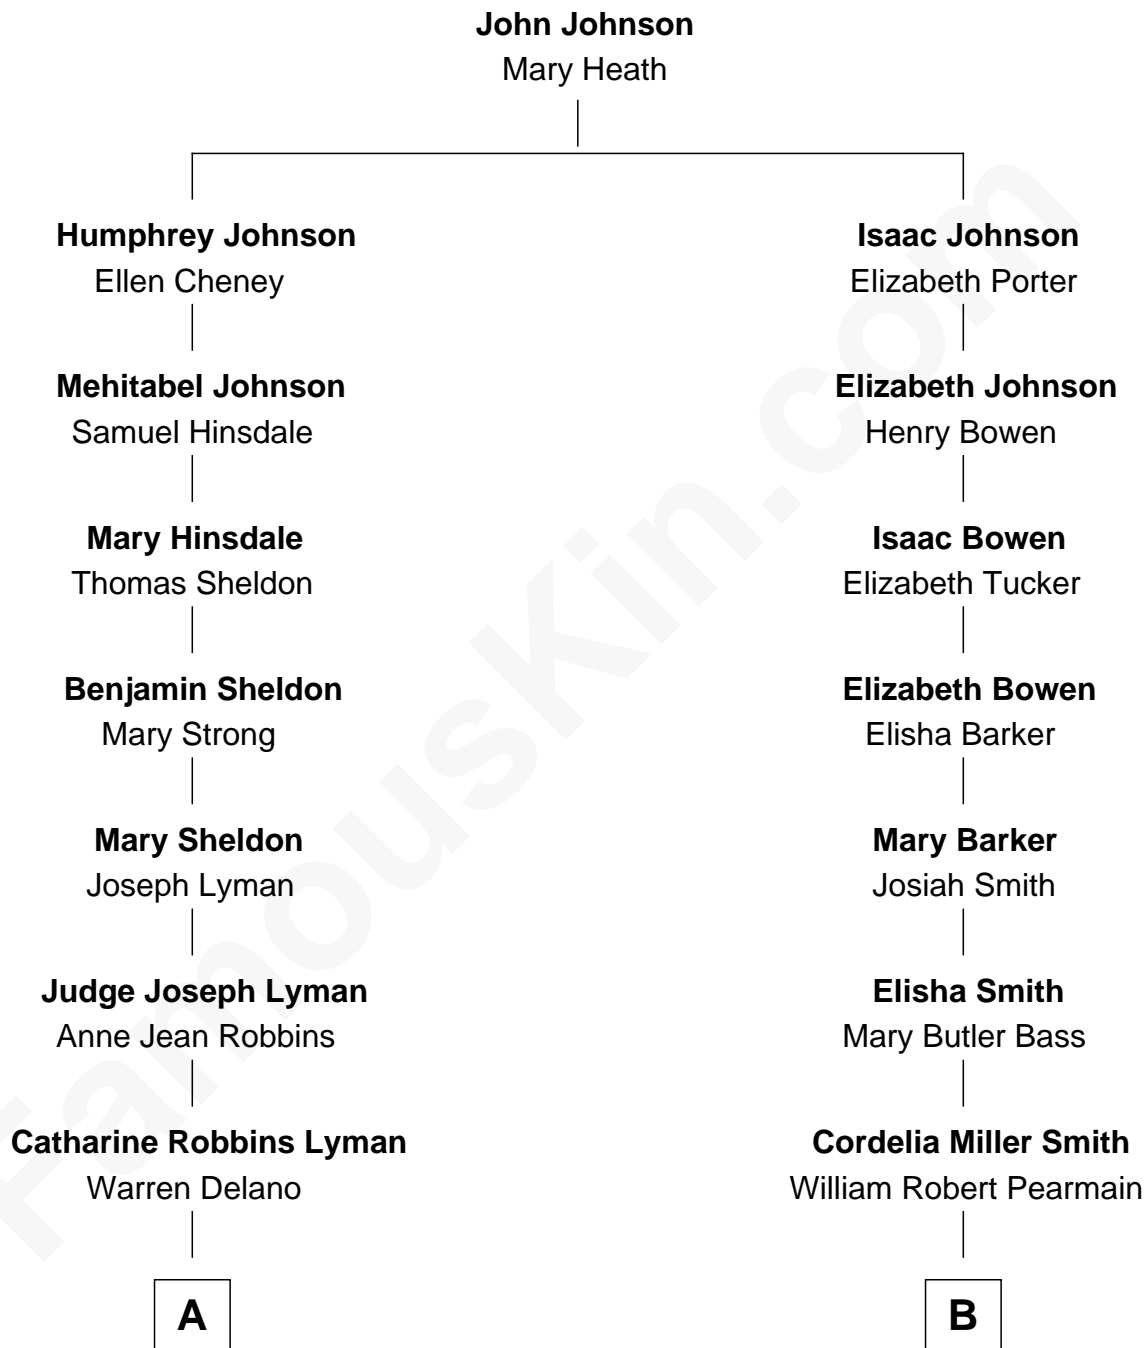 John Johnson
Mary Heath
Humphrey Johnson
Ellen Cheney
Isaac Johnson
Elizabeth Porter
Mehitabel Johnson
Samuel Hinsdale
Elizabeth Johnson
Henry Bowen
Mary Hinsdale
Thomas Sheldon
Isaac Bowen
Elizabeth Tucker
Benjamin Sheldon
Mary Strong
Elizabeth Bowen
Elisha Barker
Mary Sheldon
Joseph Lyman
Mary Barker
Josiah Smith
Judge Joseph Lyman
Anne Jean Robbins
Elisha Smith
Mary Butler Bass
Catharine Robbins Lyman
Warren Delano
Cordelia Miller Smith
William Robert Pearmain
A
B
FamousKin.com